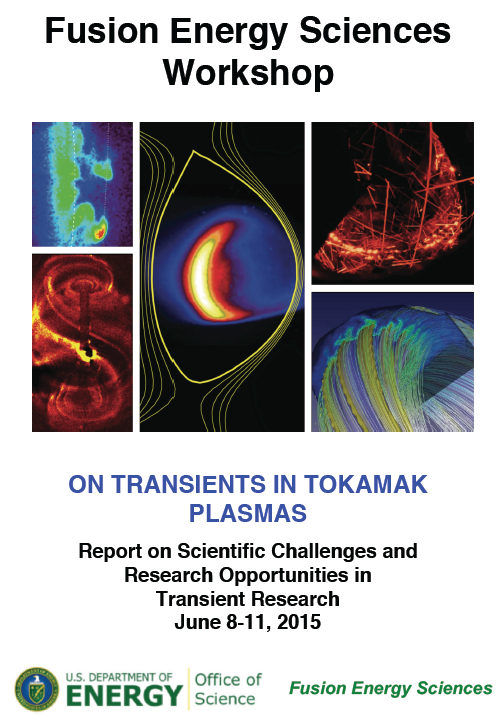 Fusion Energy Sciences
Workshop
ON TRANSIENTS IN TOKAMAK
PLASMAS
Report on Scientific Challenges and
Research Opportunities in
Transient Research
June 8-11, 2015
U.S. DEPARTMENT OF
ENERGY
Office of
Science
Fusion Energy Sciences